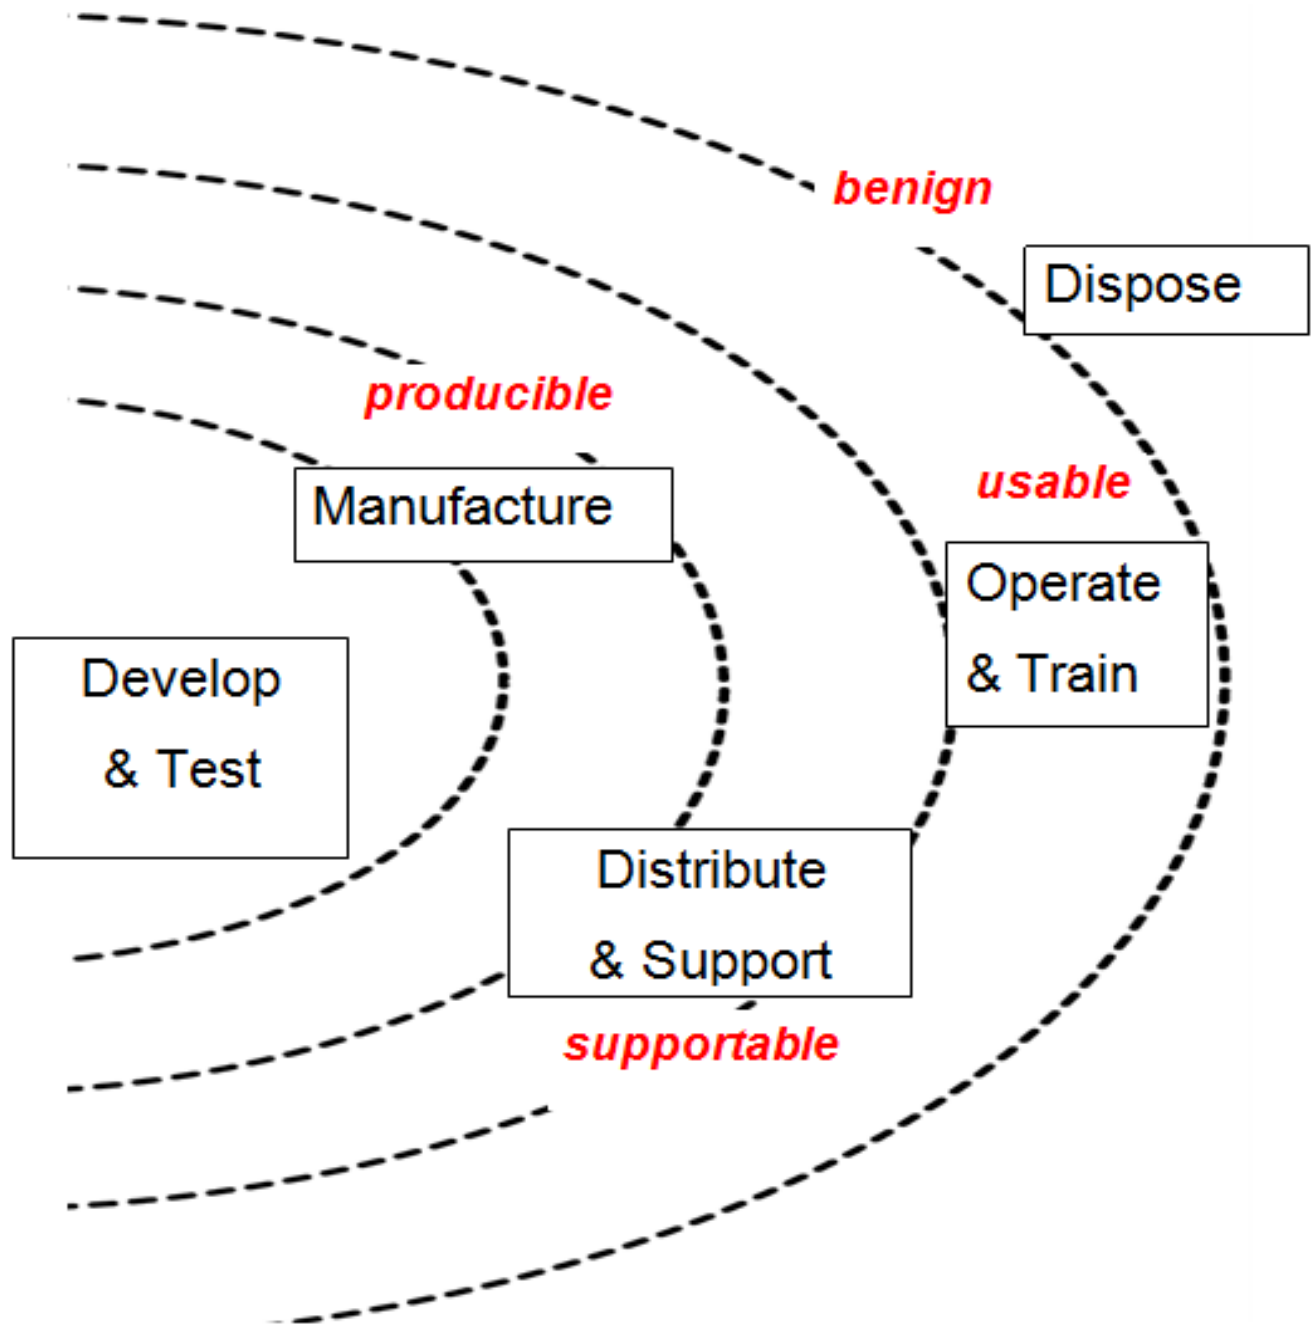 benign
Dispose
producible
usable
Manufacture
Operate
& Train
Develop
& Test
Distribute
& Support
supportable